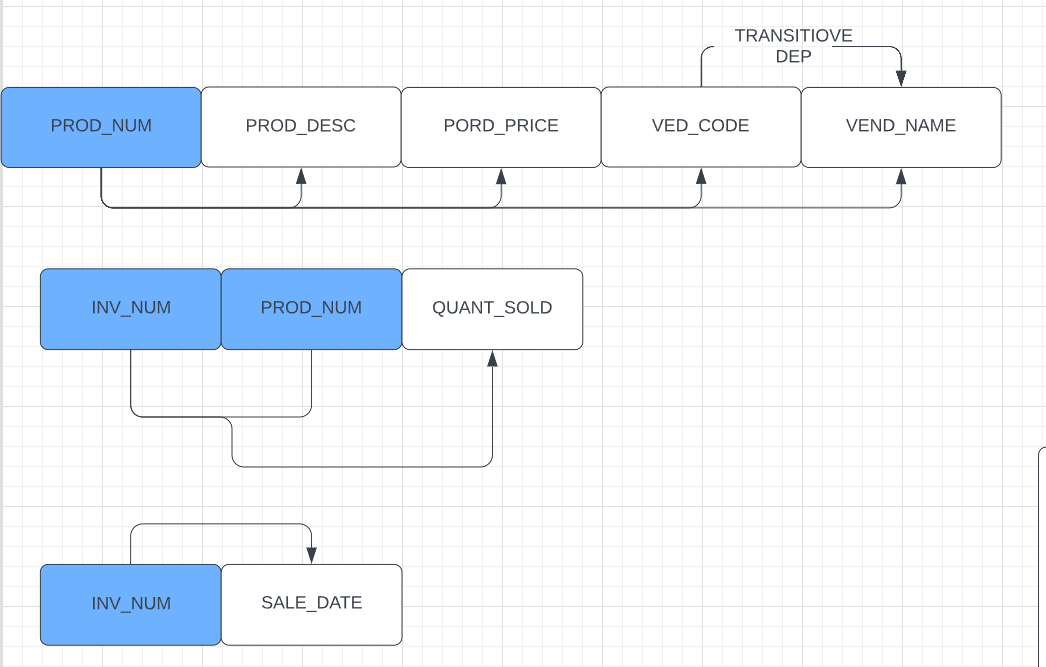 TRANSITIOVE
DEP
PROD_NUM PROD_DESC PORD_PRICE VED_CODE VEND_NAME
INV_NUM PROD_NUM QUANT_SOLD
INV_NUM SALE_DATE